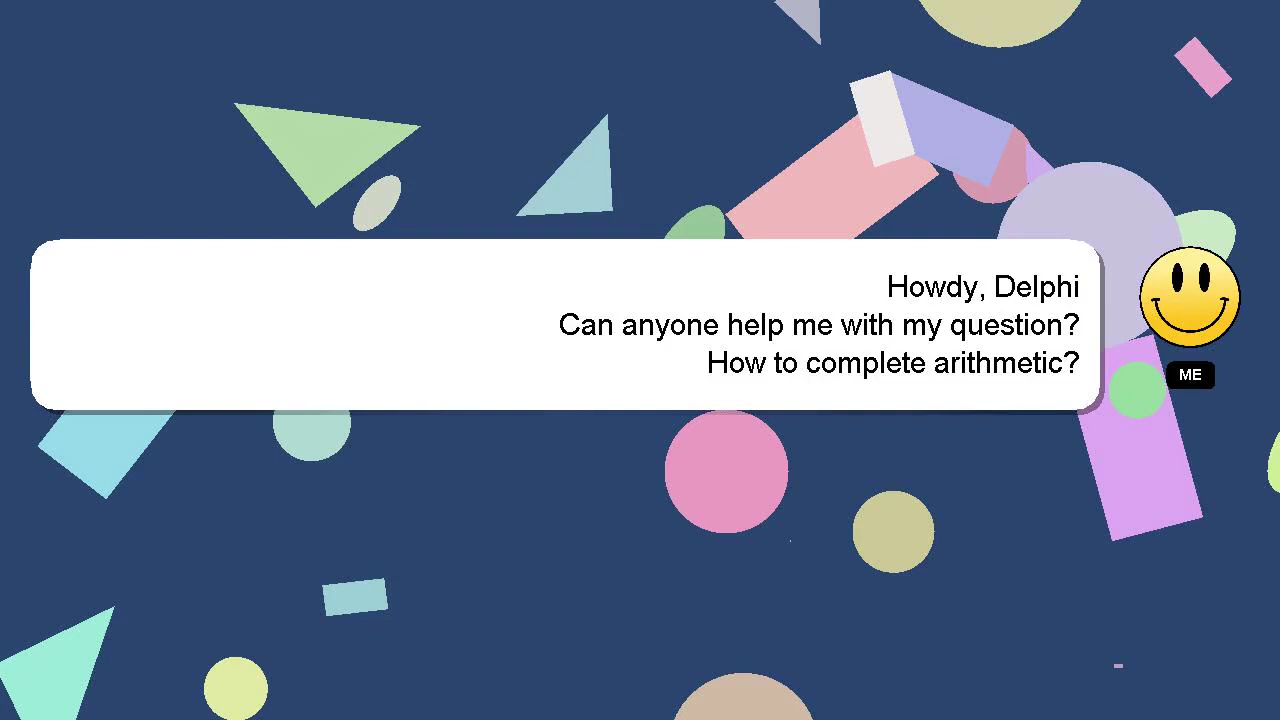 Howdy, Delphi
Can anyone help me with my question?
How to complete arithmetic?
ME